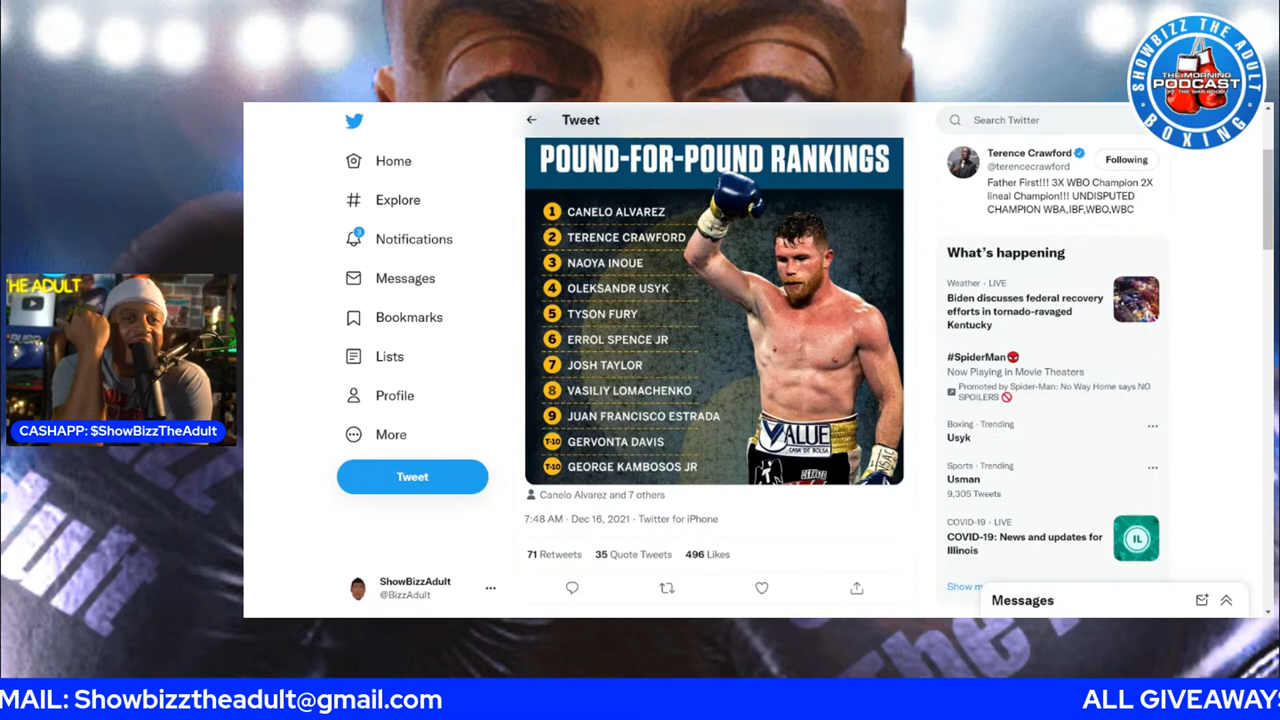 SHOWBIZZ THE ADULT
THE MORNING
PODCAST
BOXING
Tweet
Search Twitter
Home
Explore
3
Notifications
Messages
Bookmarks
Lists
Profile
More
Tweet
ShowBizzAdult
@BizzAdult
POUND-FOR-POUND RANKINGS
1 CANELO ALVAREZ
2 TERENCE CRAWFORD
3 NAOYA INOUE
4 OLEKSANDR USYK
5 TYSON FURY
6 ERROL SPENCE JR
7 JOSH TAYLOR
8 VASILIY LOMACHENKO
9 JUAN FRANCISCO ESTRADA
T-10 GERVONTA DAVIS
T-10 GEORGE KAMBOSOS JR
VALUE
CASA DE BOLSA
Canelo Alvarez and 7 others
7:48 AM · Dec 16, 2021 · Twitter for iPhone
71 Retweets 35 Quote Tweets 496 Likes
Terence Crawford
@terencecrawford
Following
Father First!!! 3X WBO Champion 2X
lineal Champion!!! UNDISPUTED
CHAMPION WBA,IBF,WBO,WBC
What's happening
Weather · LIVE
Biden discusses federal recovery
efforts in tornado-ravaged
Kentucky
#SpiderMan
Now Playing in Movie Theaters
Promoted by Spider-Man: No Way Home says NO
SPOILERS
Boxing · Trending
Usyk
Sports · Trending
Usman
9,305 Tweets
COVID-19 · LIVE
COVID-19: News and updates for
Illinois
IL
Show
Messages
THE ADULT
CASHAPP: $ShowBizzTheAdult
MAIL: Showbizztheadult@gmail.com
ALL GIVEAWAYS